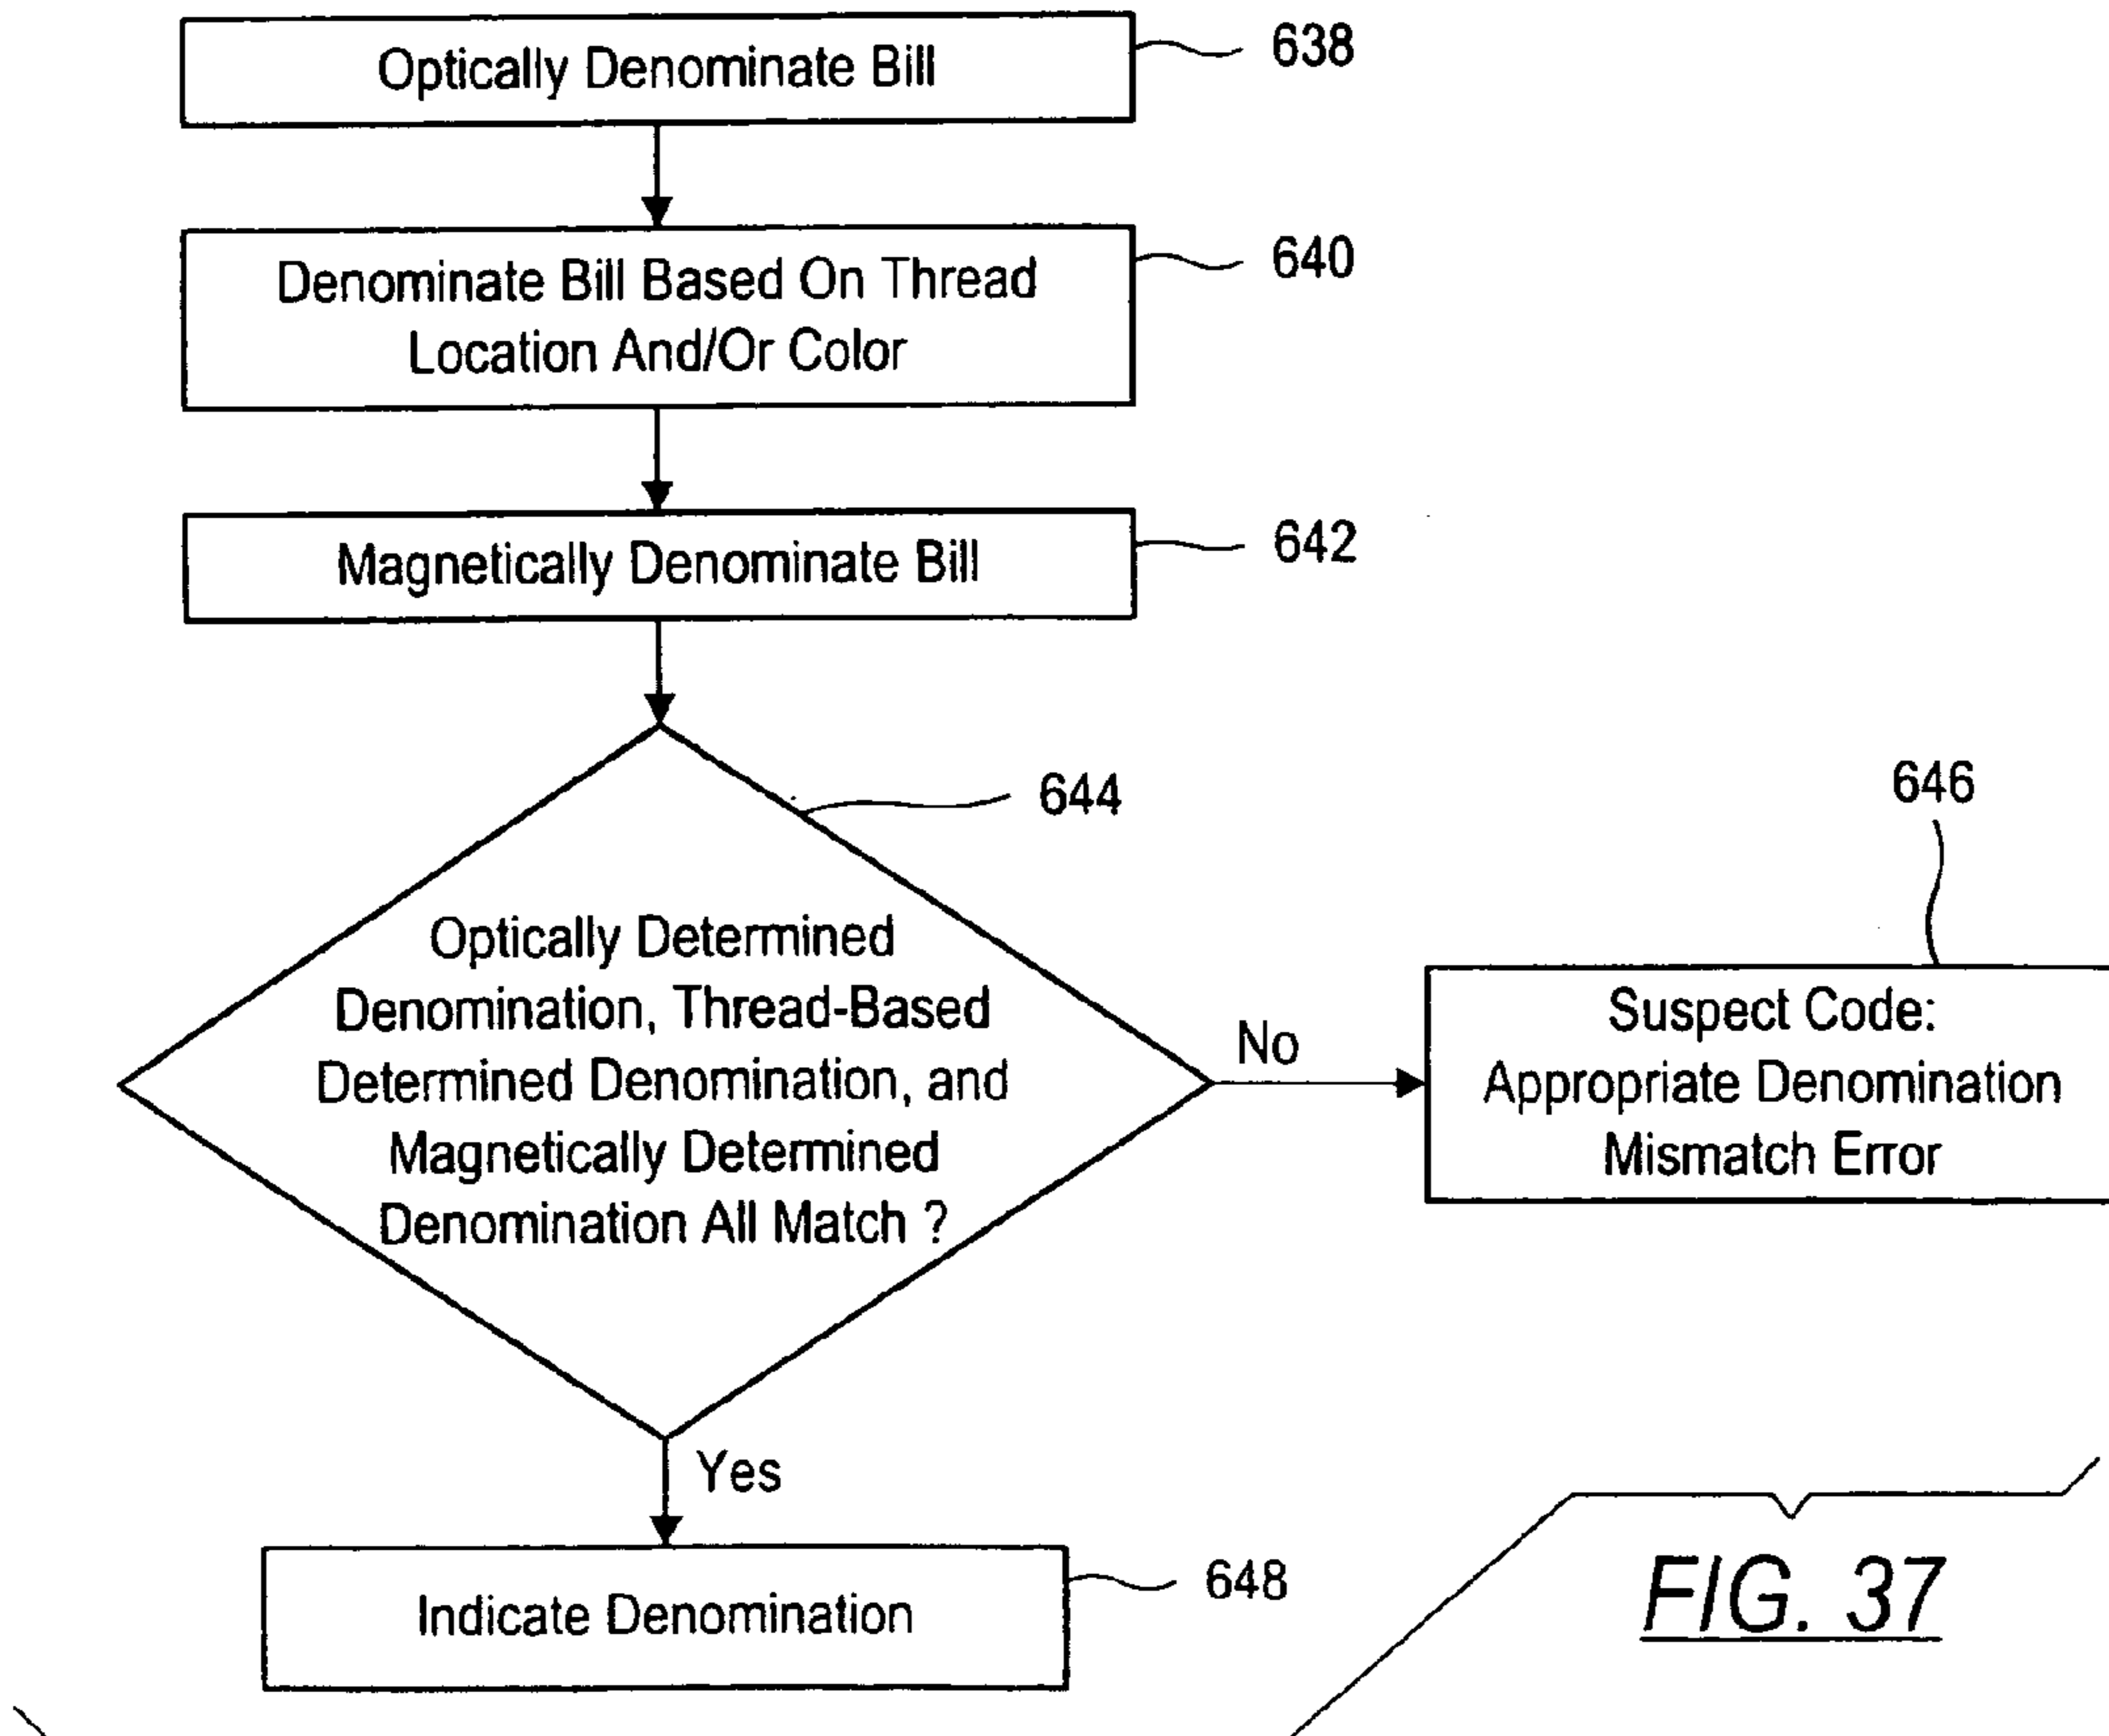 Optically Denominate Bill
638
Denominate Bill Based On Thread
Location And/Or Color
640
Magnetically Denominate Bill
642
644
Optically Determined
Denomination, Thread-Based
Determined Denomination, and
Magnetically Determined
Denomination All Match ?
No
646
Suspect Code:
Appropriate Denomination
Mismatch Error
Yes
Indicate Denomination
648
FIG. 37